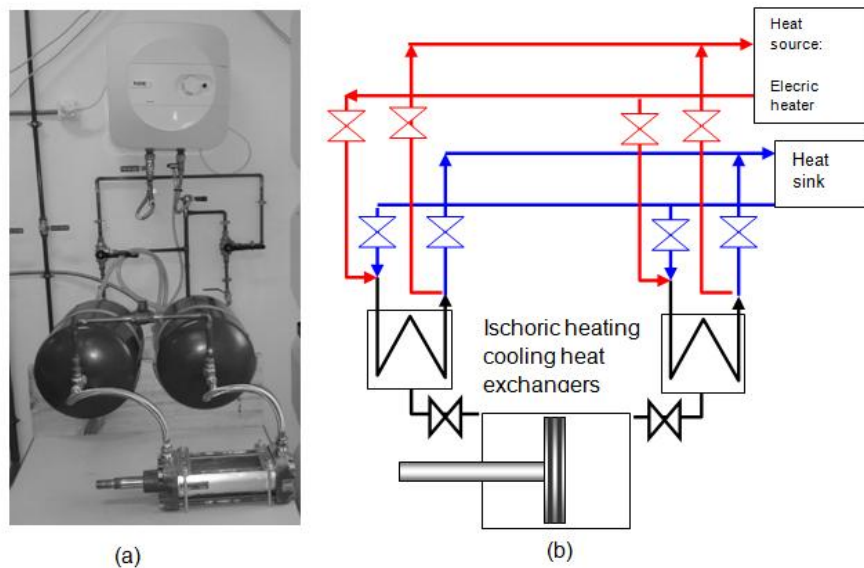 Heat
source:
Elecric
heater
Heat
sink
Ischoric heating
cooling heat
exchangers
(a)
(b)